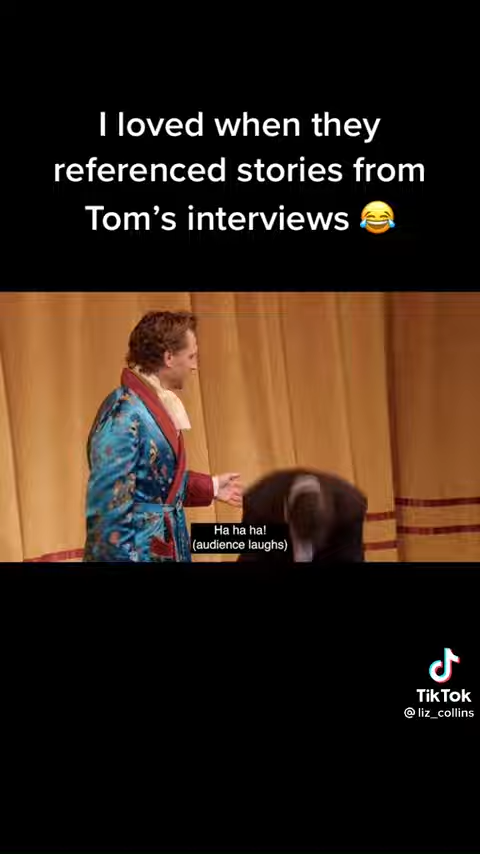 I loved when they
referenced stories from
Tom's interviews 😂
Ha ha ha!
(audience laughs)
TikTok
@liz_collins